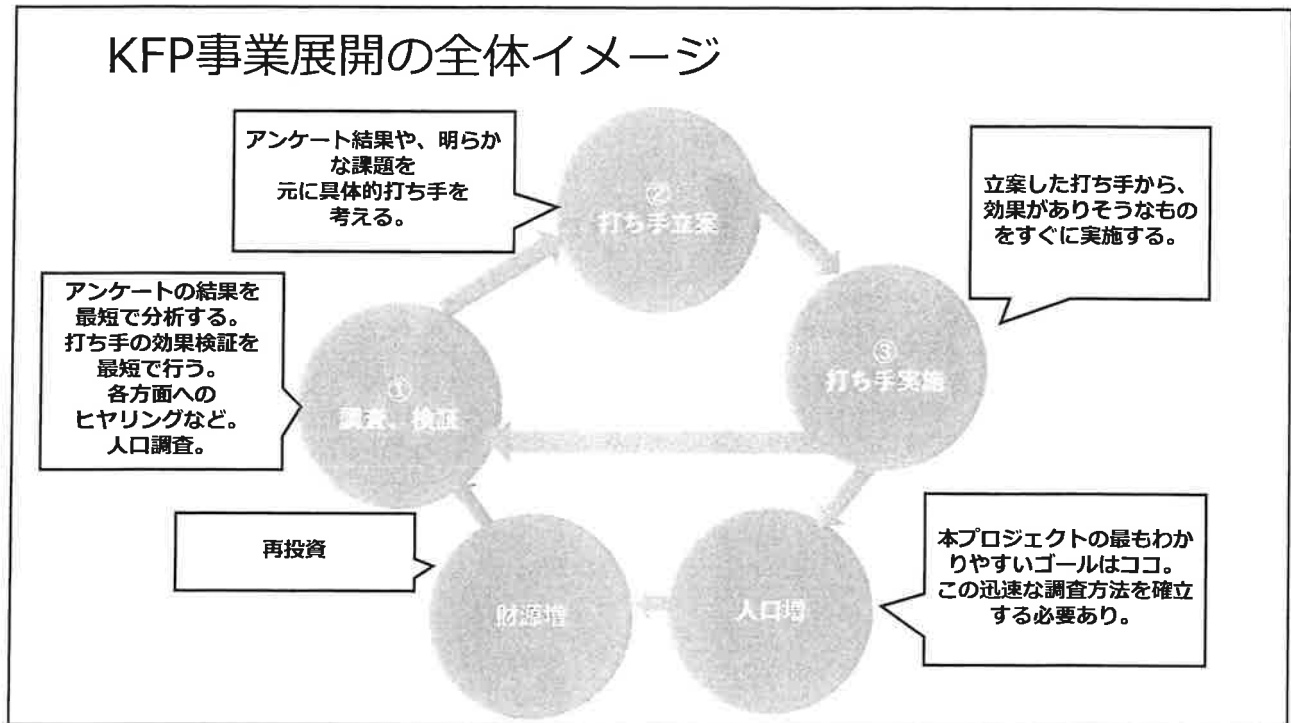 KFP事業展開の全体イメージ
アンケート結果や、明らか
な課題を
元に具体的打ち手を
考える。
②
打ち手立案
立案した打ち手から、
効果がありそうなもの
をすぐに実施する。
アンケートの結果を
最短で分析する。
打ち手の効果検証を
最短で行う。
各方面への
ヒヤリングなど。
人口調査。
①
調査、検証
③
打ち手実施
再投資
財源増
人口増
本プロジェクトの最もわか
りやすいゴールはココ。
この迅速な調査方法を確立
する必要あり。